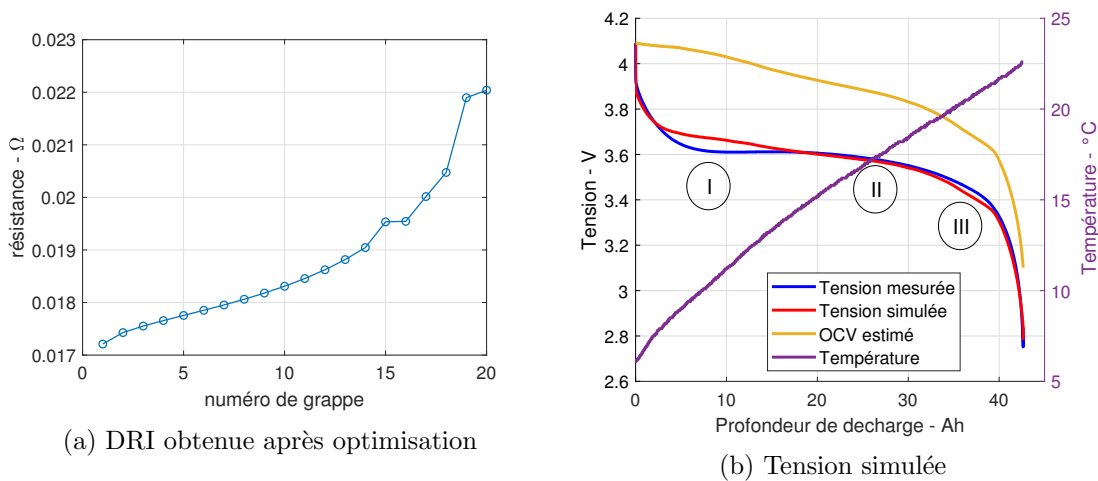 0.023
0.022
0.021
0.02
0.019
0.018
0.017
résistance - Ω
0
5
10
15
20
numéro de grappe
(a) DRI obtenue après optimisation
4.2
4
3.8
3.6
3.4
3.2
3
2.8
2.6
Tension - V
25
20
15
10
5
Température - °C
I
II
III
Tension mesurée
Tension simulée
OCV estimé
Température
0
10
20
30
40
Profondeur de decharge - Ah
(b) Tension simulée